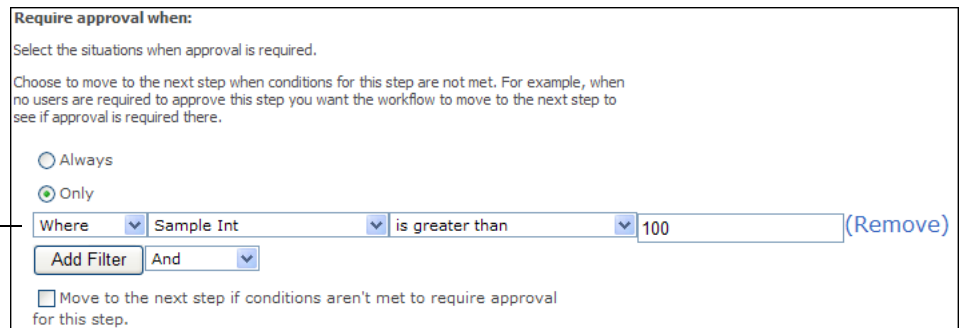 Require approval when:
Select the situations when approval is required.
Choose to move to the next step when conditions for this step are not met. For example, when
no users are required to approve this step you want the workflow to move to the next step to
see if approval is required there.
Always
Only
Where Sample Int is greater than 100 (Remove)
Add Filter And
Move to the next step if conditions aren't met to require approval
for this step.